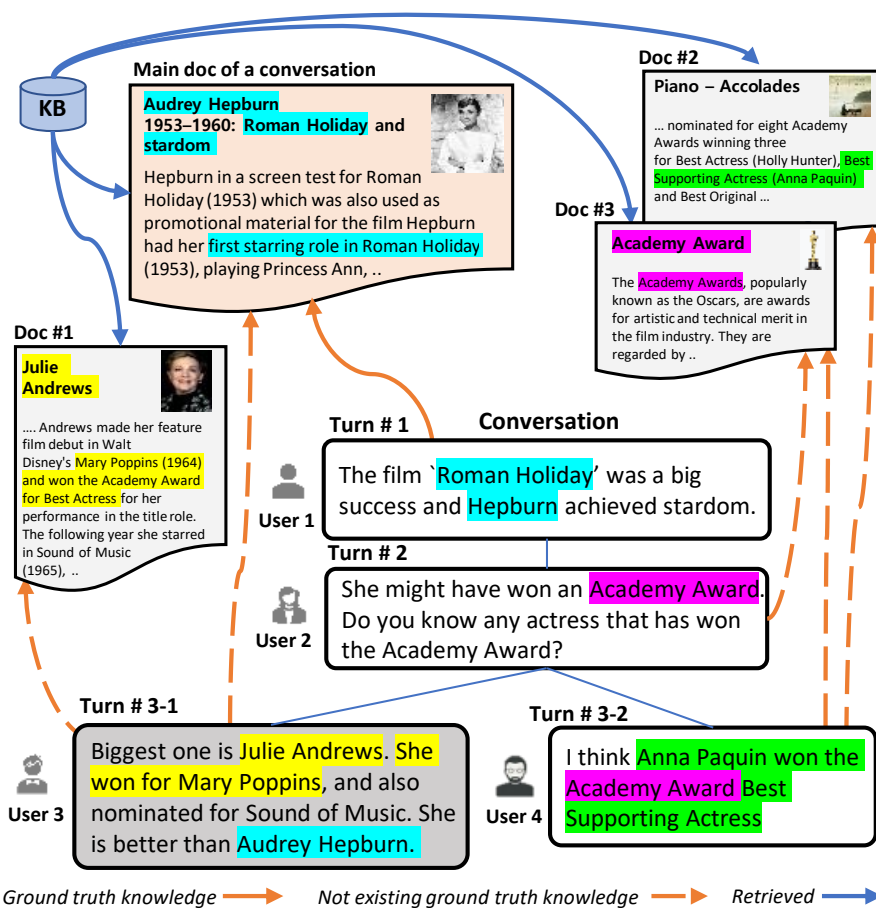 Main doc of a conversation
KB
Audrey Hepburn
1953–1960: Roman Holiday and
stardom
Hepburn in a screen test for Roman
Holiday (1953) which was also used as
promotional material for the film Hepburn
had her first starring role in Roman Holiday
(1953), playing Princess Ann, ..
Doc #2
Piano – Accolades
... nominated for eight Academy
Awards winning three
for Best Actress (Holly Hunter), Best
Supporting Actress (Anna Paquin)
and Best Original ...
Doc #3
Academy Award
The Academy Awards, popularly
known as the Oscars, are awards
for artistic and technical merit in
the film industry. They are
regarded by ..
Doc #1
Julie
Andrews
.... Andrews made her feature
film debut in Walt
Disney's Mary Poppins (1964)
and won the Academy Award
for Best Actress for her
performance in the title role.
The following year she starred
in Sound of Music
(1965), ..
Conversation
Turn # 1
The film `Roman Holiday’ was a big
success and Hepburn achieved stardom.
User 1
Turn # 2
She might have won an Academy Award.
Do you know any actress that has won
the Academy Award?
User 2
Turn # 3-1
Biggest one is Julie Andrews. She
won for Mary Poppins, and also
nominated for Sound of Music. She
is better than Audrey Hepburn.
User 3
Turn # 3-2
I think Anna Paquin won the
Academy Award Best
Supporting Actress
User 4
Ground truth knowledge
Not existing ground truth knowledge
Retrieved